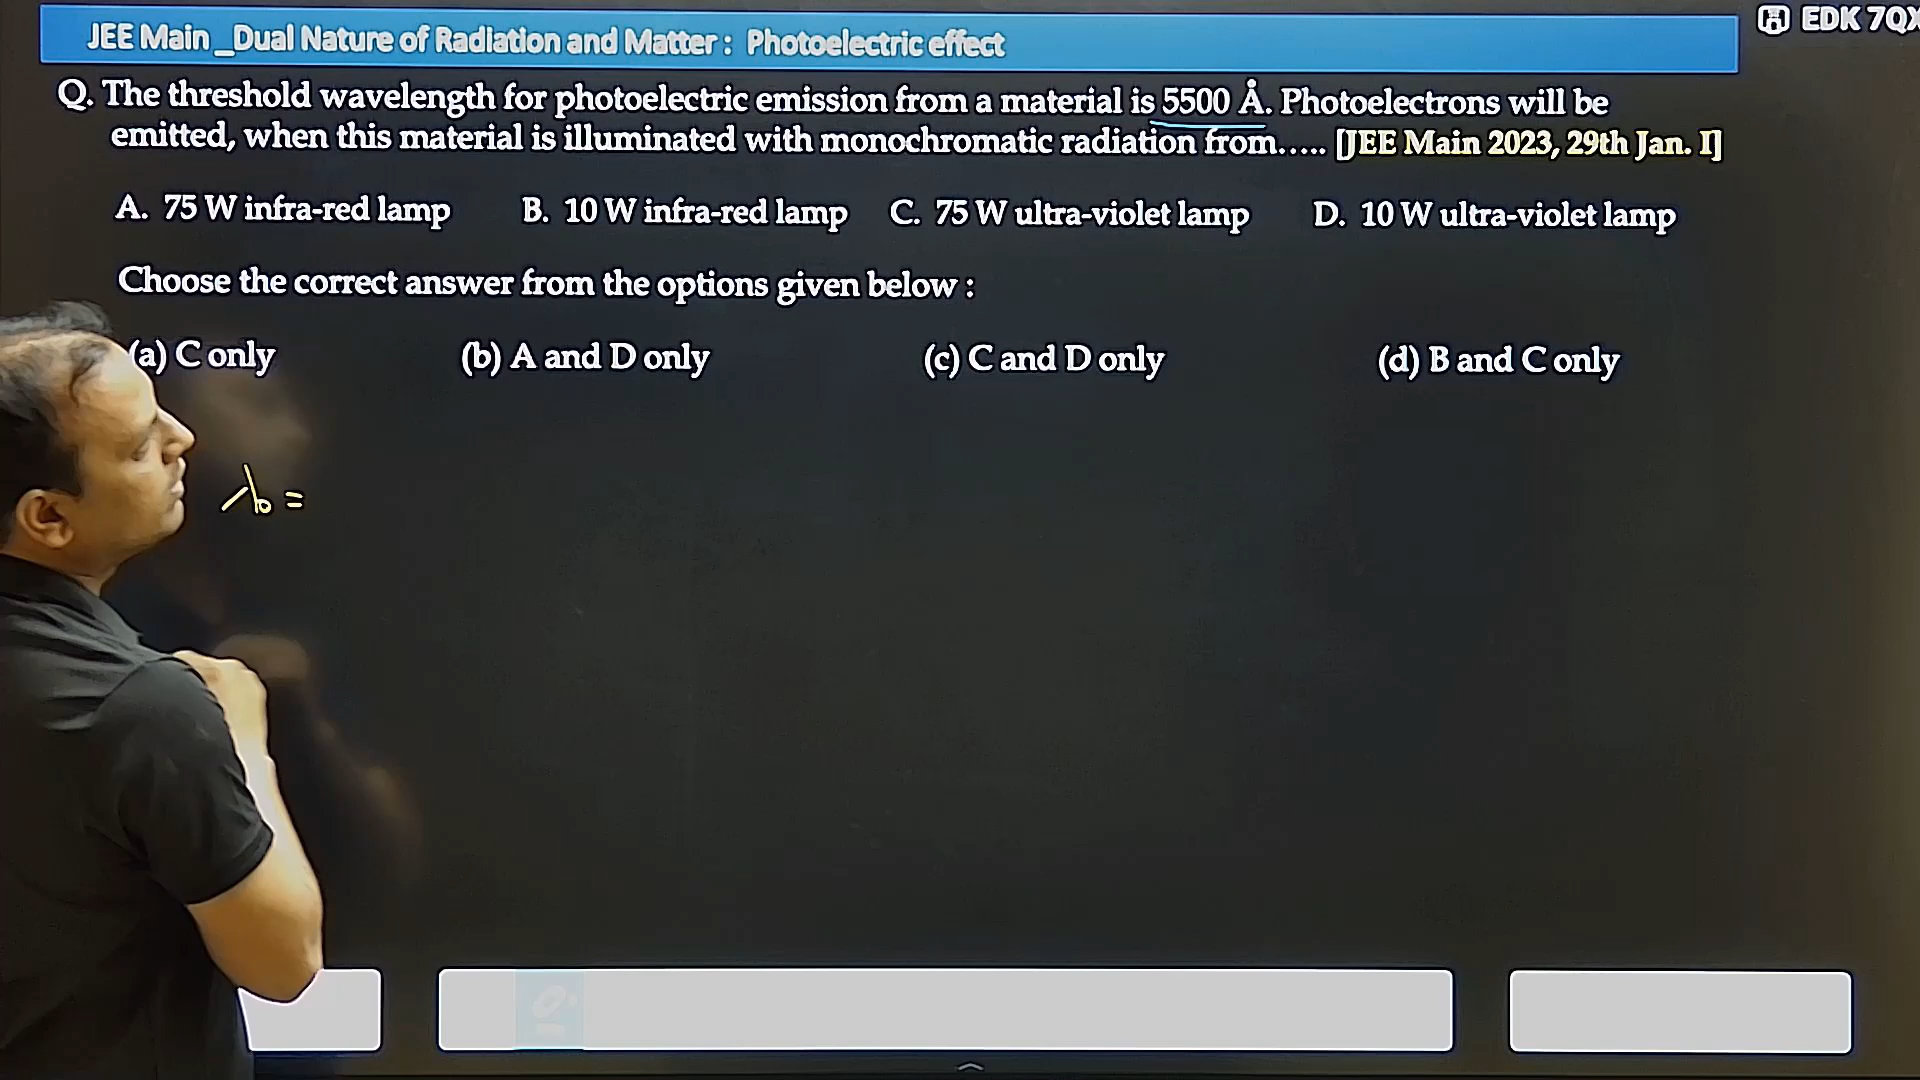 JEE Main _Dual Nature of Radiation and Matter : Photoelectric effect
EDK 7QX
Q. The threshold wavelength for photoelectric emission from a material is 5500 Å. Photoelectrons will be
emitted, when this material is illuminated with monochromatic radiation from..... [JEE Main 2023, 29th Jan. I]
A. 75 W infra-red lamp B. 10 W infra-red lamp C. 75 W ultra-violet lamp D. 10 W ultra-violet lamp
Choose the correct answer from the options given below :
(a) C only (b) A and D only (c) C and D only (d) B and C only
λ₀ =